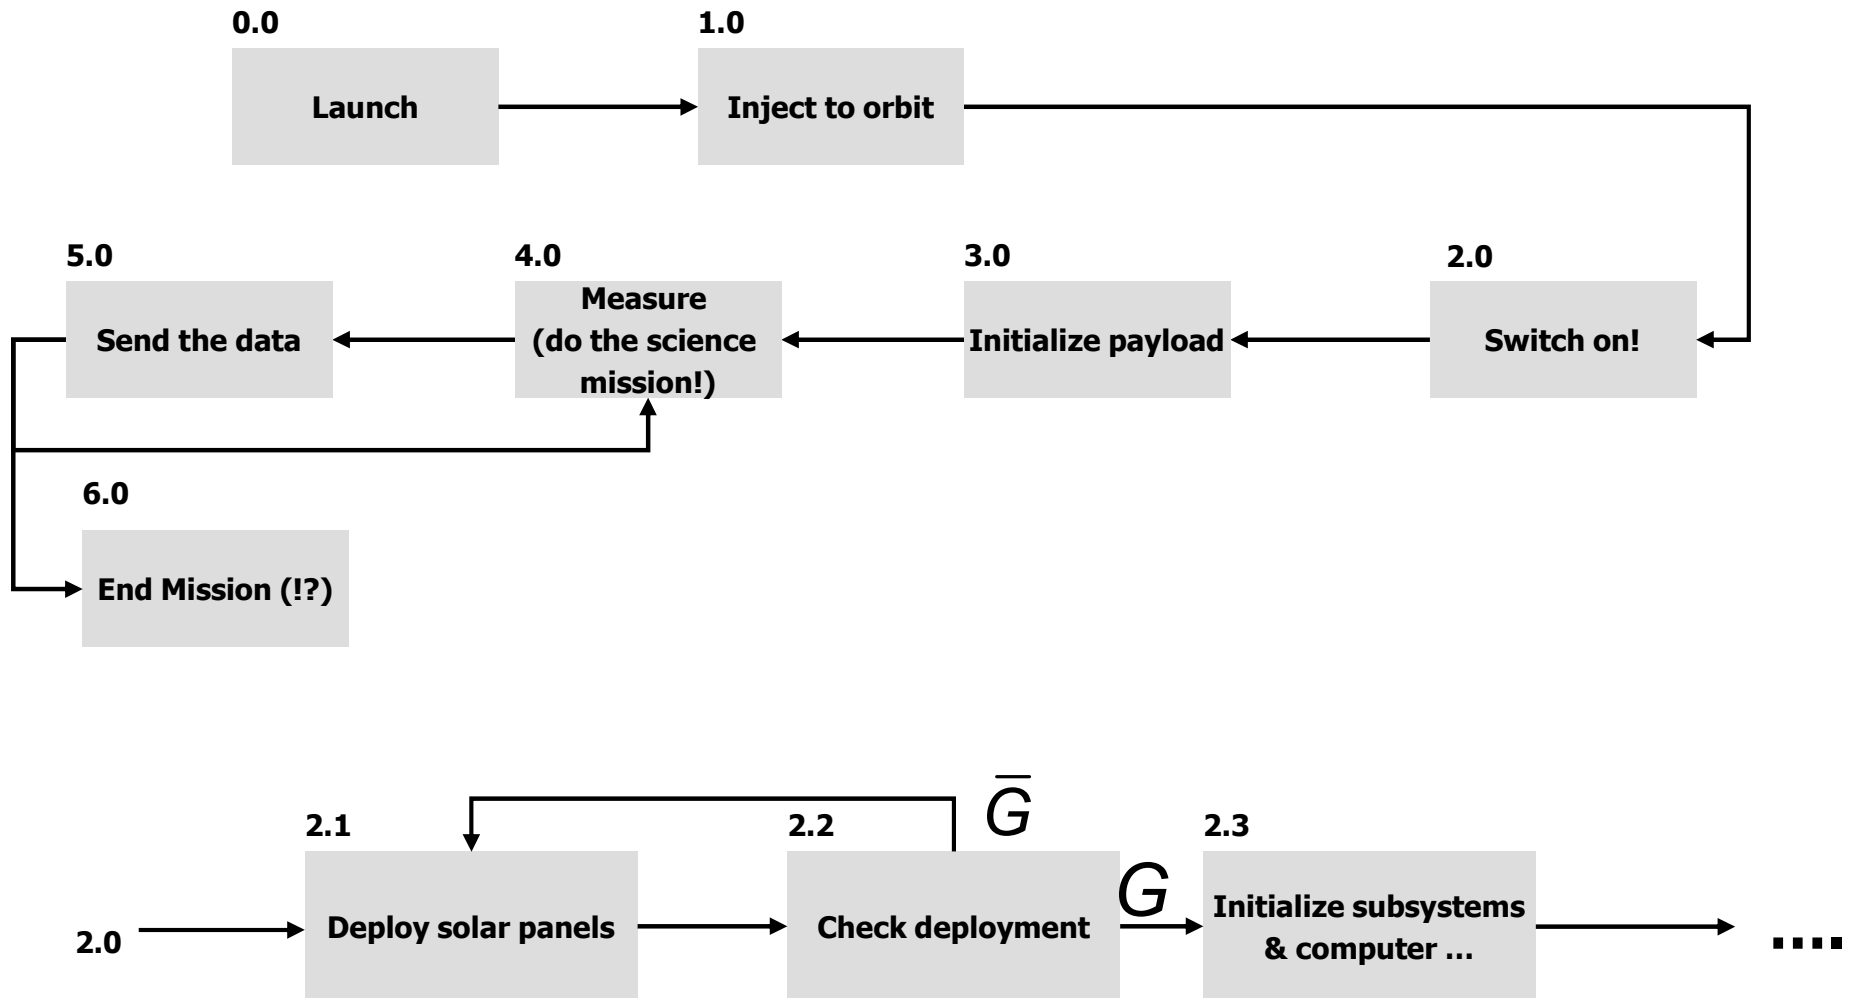 0.0
1.0
Launch
Inject to orbit
5.0
4.0
3.0
2.0
Send the data
Measure
(do the science
mission!)
Initialize payload
Switch on!
6.0
End Mission (!?)
G̅
2.1
2.2
2.3
G
2.0
Deploy solar panels
Check deployment
Initialize subsystems
& computer ...
....